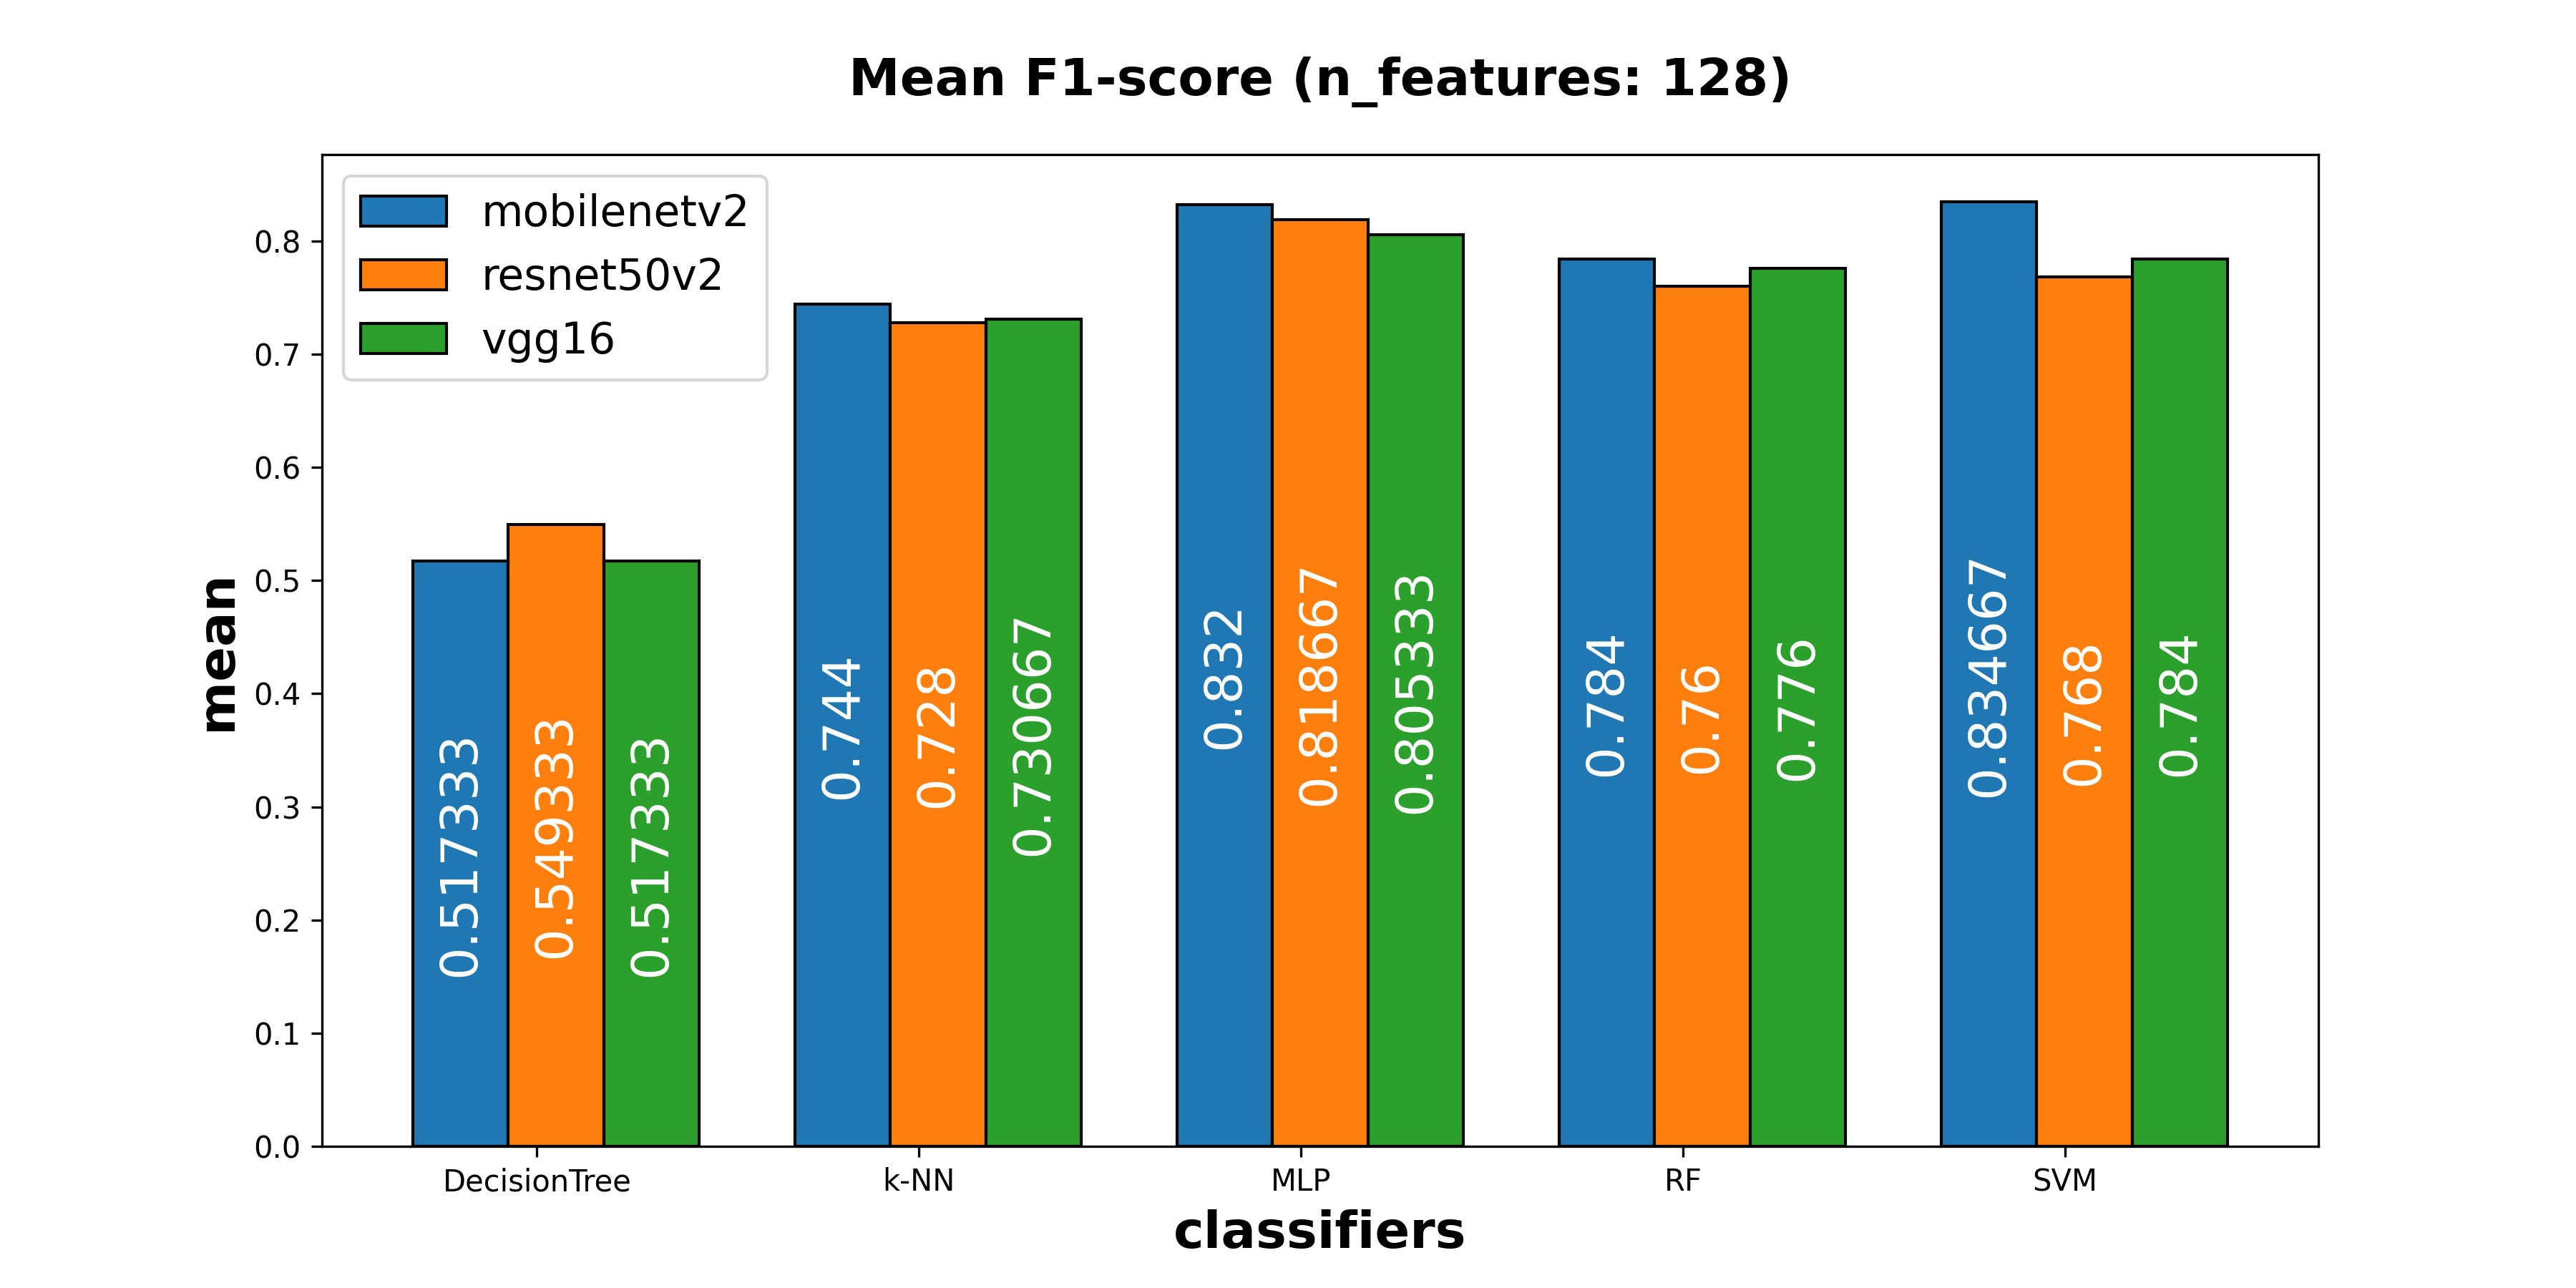 Mean F1-score (n_features: 128)
mobilenetv2
resnet50v2
vgg16
mean
0.8
0.7
0.6
0.5
0.4
0.3
0.2
0.1
0.0
0.517333
0.549333
0.517333
0.744
0.728
0.730667
0.832
0.818667
0.805333
0.784
0.76
0.776
0.834667
0.768
0.784
DecisionTree
k-NN
MLP
RF
SVM
classifiers